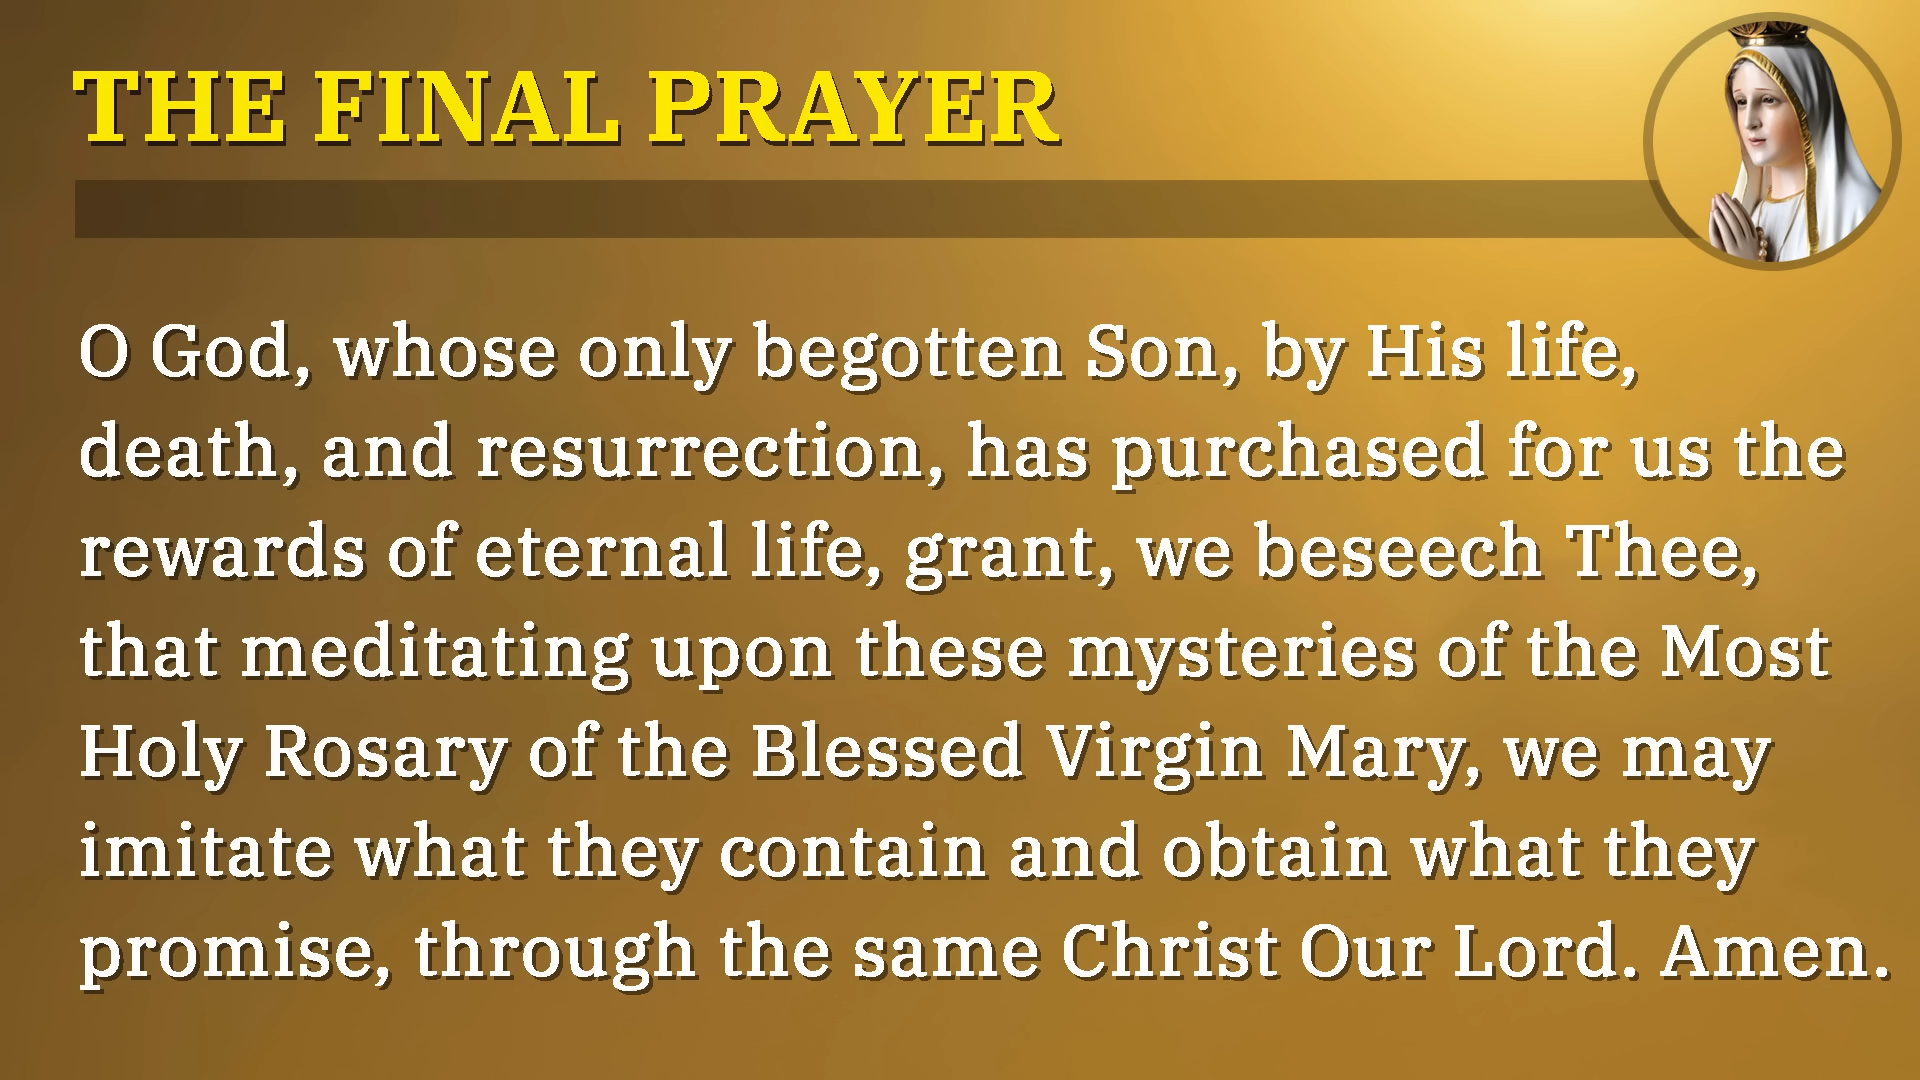 THE FINAL PRAYER
O God, whose only begotten Son, by His life,
death, and resurrection, has purchased for us the
rewards of eternal life, grant, we beseech Thee,
that meditating upon these mysteries of the Most
Holy Rosary of the Blessed Virgin Mary, we may
imitate what they contain and obtain what they
promise, through the same Christ Our Lord. Amen.